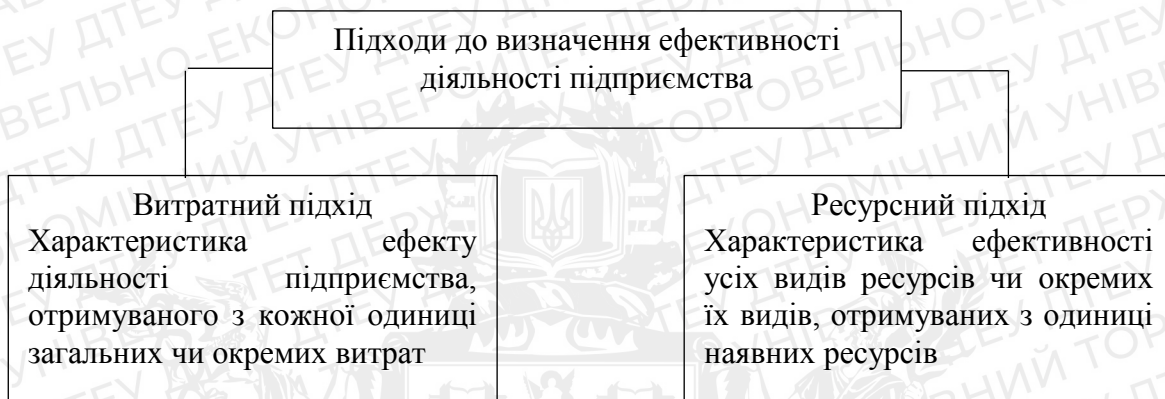 Підходи до визначення ефективності
діяльності підприємства
Витратний підхід
Характеристика ефекту
діяльності підприємства,
отримуваного з кожної одиниці
загальних чи окремих витрат
Ресурсний підхід
Характеристика ефективності
усіх видів ресурсів чи окремих
їх видів, отримуваних з одиниці
наявних ресурсів